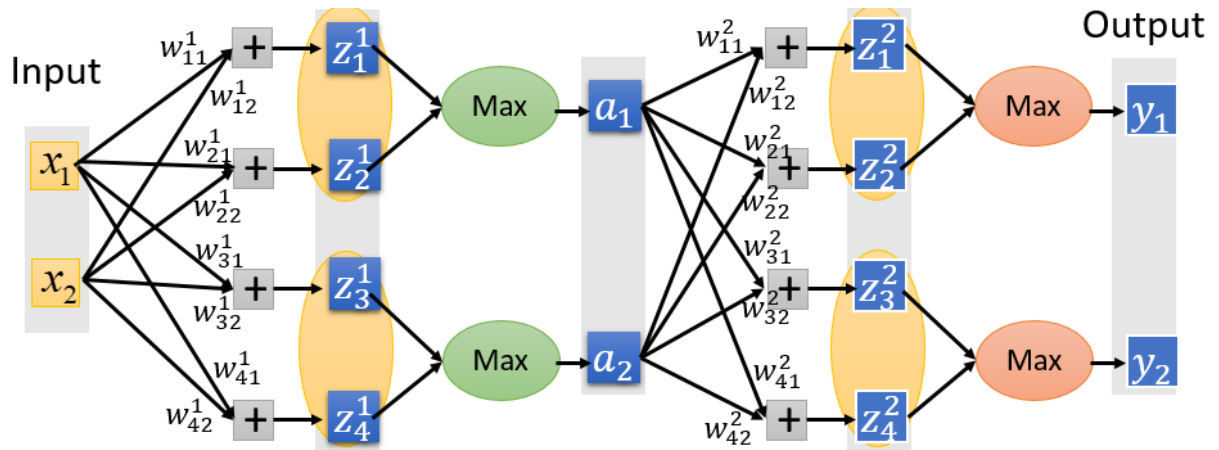 Input
Output
x₁
x₂
w¹₁₁
w¹₁₂
w¹₂₁
w¹₂₂
w¹₃₁
w¹₃₂
w¹₄₁
w¹₄₂
+
+
+
+
z¹₁
z¹₂
z¹₃
z¹₄
Max
Max
a₁
a₂
w²₁₁
w²₁₂
w²₂₁
w²₂₂
w²₃₁
w²₃₂
w²₄₁
w²₄₂
+
+
+
+
z²₁
z²₂
z²₃
z²₄
Max
Max
y₁
y₂